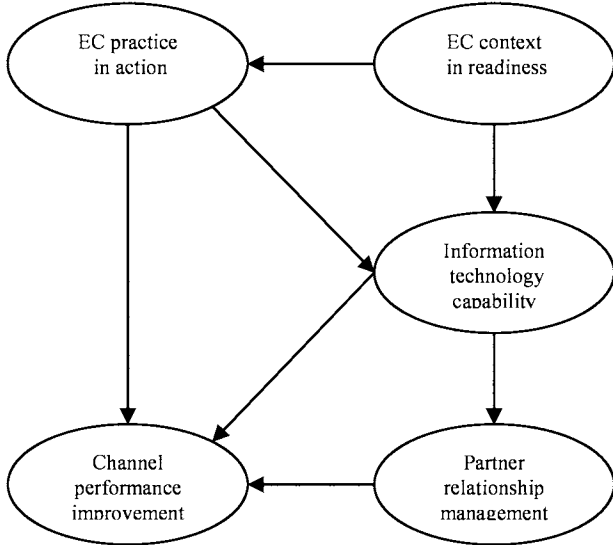 EC practice
in action
EC context
in readiness
Information
technology
capability
Channel
performance
improvement
Partner
relationship
management